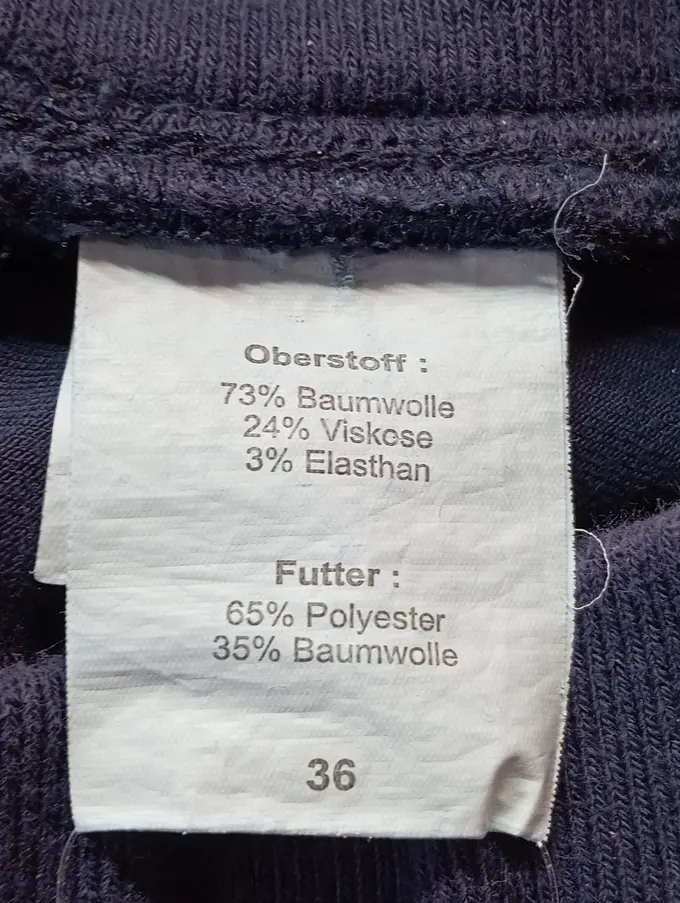 Oberstoff :
73% Baumwolle
24% Viskose
3% Elasthan
Futter :
65% Polyester
35% Baumwolle
36